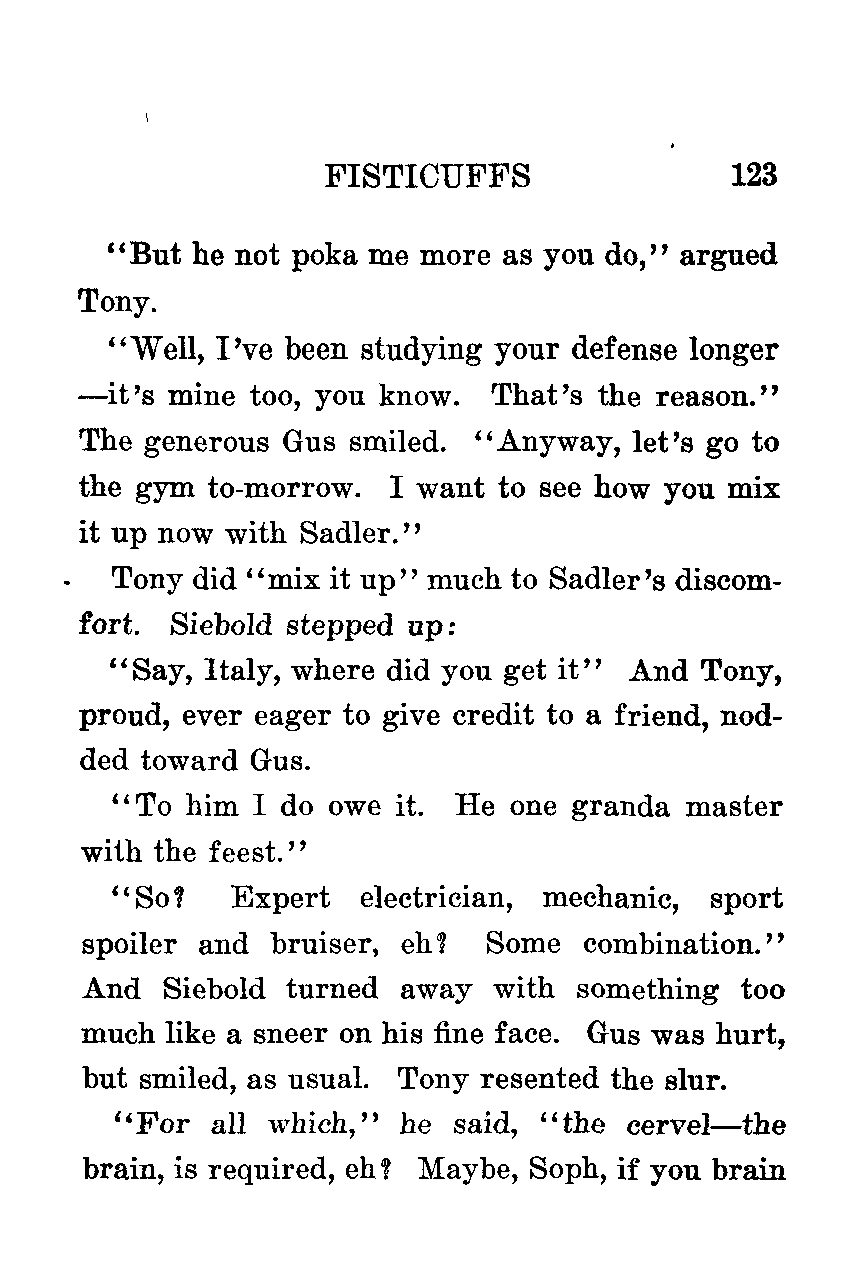 FISTICUFFS 123
"But he not poka me more as you do," argued
Tony.
"Well, I've been studying your defense longer
—it's mine too, you know. That's the reason."
The generous Gus smiled. "Anyway, let's go to
the gym to-morrow. I want to see how you mix
it up now with Sadler."
Tony did "mix it up" much to Sadler's discom-
fort. Siebold stepped up:
"Say, Italy, where did you get it" And Tony,
proud, ever eager to give credit to a friend, nod-
ded toward Gus.
"To him I do owe it. He one granda master
with the feest."
"So? Expert electrician, mechanic, sport
spoiler and bruiser, eh? Some combination."
And Siebold turned away with something too
much like a sneer on his fine face. Gus was hurt,
but smiled, as usual. Tony resented the slur.
"For all which," he said, "the cervel—the
brain, is required, eh? Maybe, Soph, if you brain